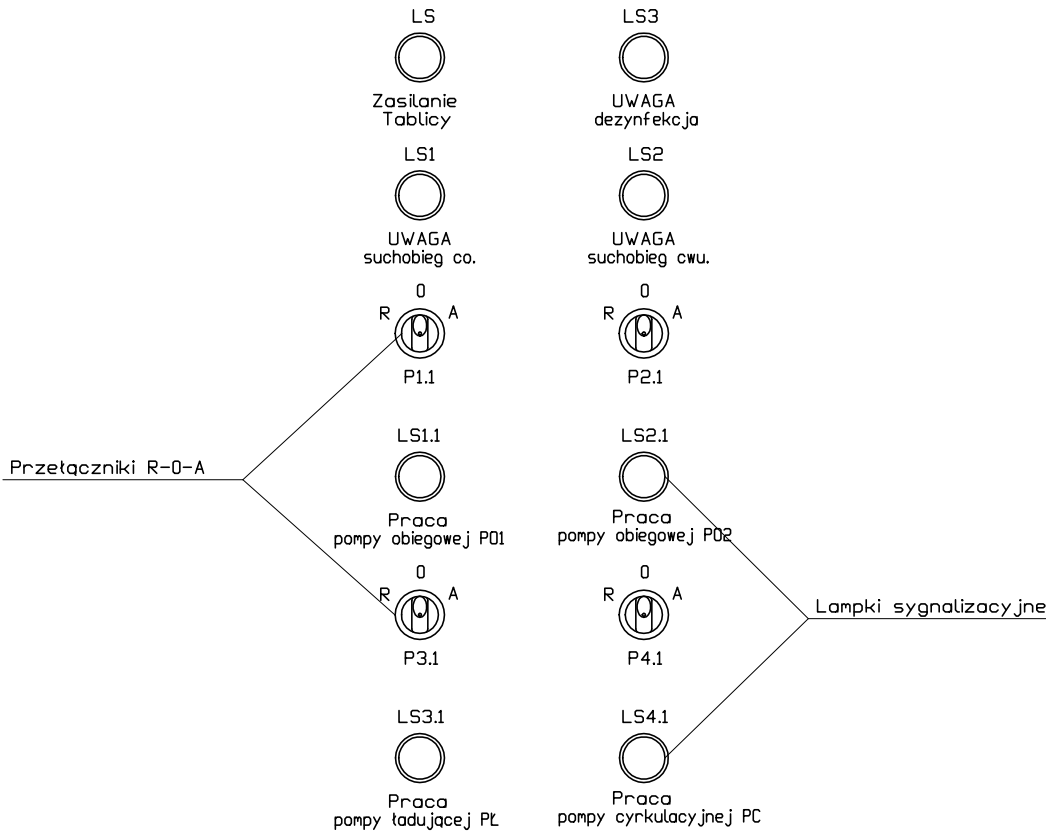 LS
LS3
Zasilanie
Tablicy
UWAGA
dezynfekcja
LS1
LS2
UWAGA
suchobieg co.
UWAGA
suchobieg cwu.
0
R A
P1.1
0
R A
P2.1
LS1.1
LS2.1
Przełączniki R-0-A
Praca
pompy obiegowej PO1
Praca
pompy obiegowej PO2
0
R A
P3.1
0
R A
P4.1
Lampki sygnalizacyjne
LS3.1
LS4.1
Praca
pompy ładującej PŁ
Praca
pompy cyrkulacyjnej PC